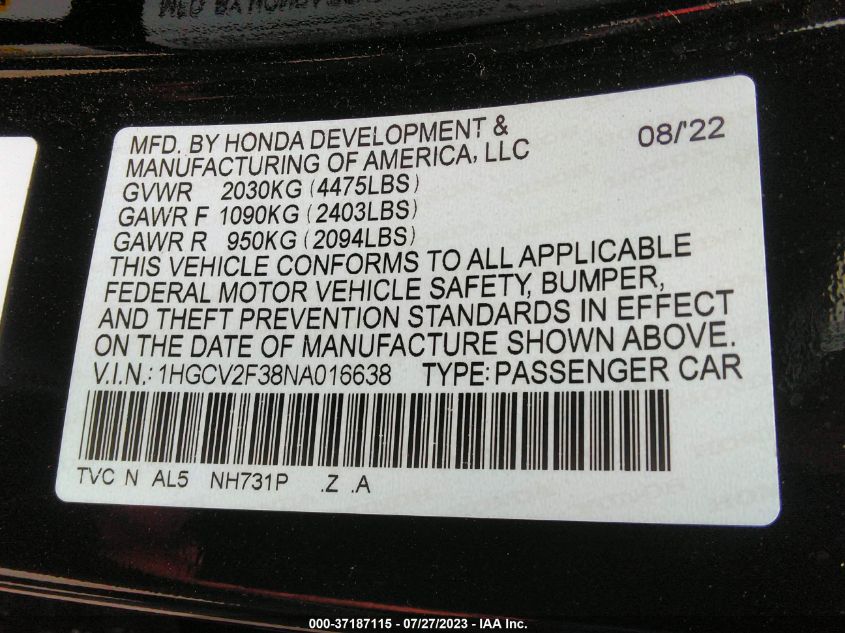 MFD. BY HONDA DEVELOPMENT & 08/'22
MANUFACTURING OF AMERICA, LLC
GVWR 2030KG (4475LBS)
GAWR F 1090KG (2403LBS)
GAWR R 950KG (2094LBS)
THIS VEHICLE CONFORMS TO ALL APPLICABLE
FEDERAL MOTOR VEHICLE SAFETY, BUMPER,
AND THEFT PREVENTION STANDARDS IN EFFECT
ON THE DATE OF MANUFACTURE SHOWN ABOVE.
V.I.N.: 1HGCV2F38NA016638 TYPE: PASSENGER CAR
TVC N AL5 NH731P .Z .A
000-37187115 - 07/27/2023 - IAA Inc.